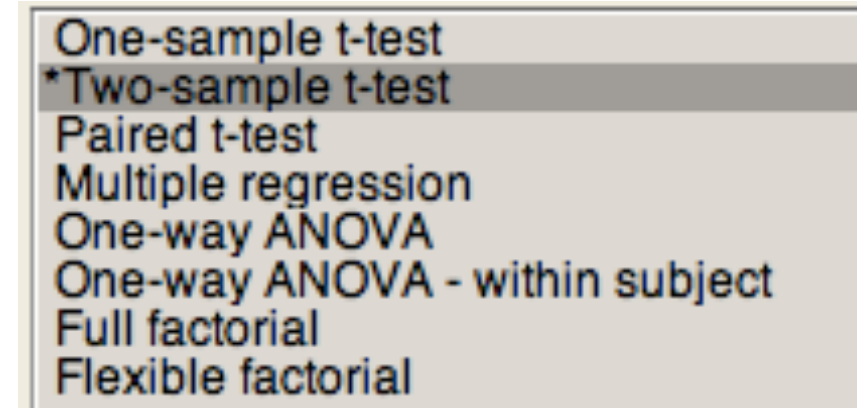 One-sample t-test
*Two-sample t-test
Paired t-test
Multiple regression
One-way ANOVA
One-way ANOVA - within subject
Full factorial
Flexible factorial